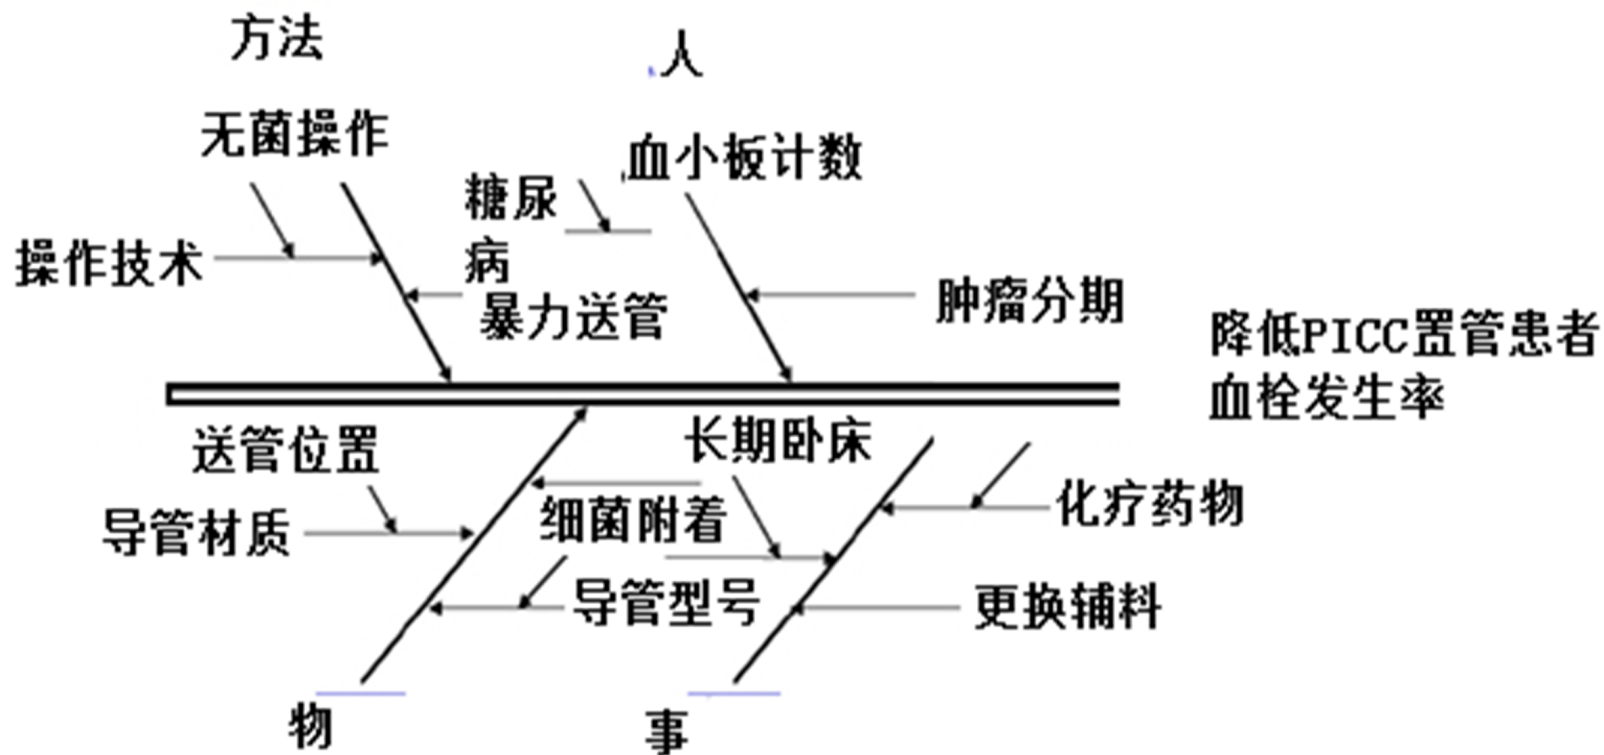 方法
人
无菌操作
血小板计数
糖尿
病
操作技术
暴力送管
肿瘤分期
降低PICC置管患者
血栓发生率
送管位置
长期卧床
导管材质
细菌附着
化疗药物
导管型号
更换辅料
物
事